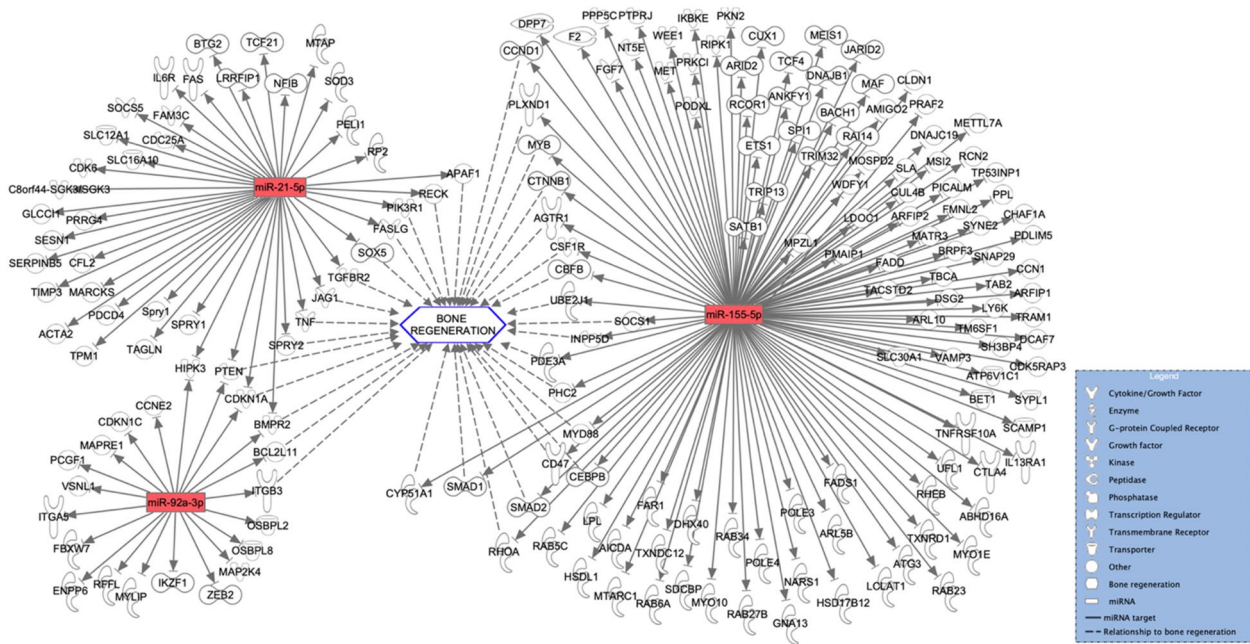 DPP7
PPP5C
PTPRJ
IKBKE
PKN2
F2
NT5E
WEE1
RIPK1
CUX1
MEIS1
CCND1
FGF7
MET
PRKCI
ARID2
TCF4
JARID2
PODXL
RCOR1
ANKFY1
DNAJB1
MAF
CLDN1
BTG2
TCF21
MTAP
IL6R
FAS
LRRFIP1
NFIB
SOD3
SOCS5
FAM3C
SLC12A1
CDC25A
PELI1
CDK6
SLC16A10
RP2
PLXND1
MYB
CTNNB1
AGTR1
CSF1R
CBFB
UBE2J1
SOCS1
INPP5D
PDE3A
PHC2
ETS1
SPI1
BACH1
AMIGO2
PRAF2
RAI14
DNAJC19
METTL7A
TRIM32
MOSPD2
SLA
MSI2
RCN2
TRIP13
WDFY1
CUL4B
PICALM
TP53INP1
SATB1
LDOC1
ARFIP2
FMNL2
PPL
MPZL1
MATR3
SYNE2
CHAF1A
PMAIP1
FADD
BRPF3
SNAP29
PDLIM5
TACSTD2
TBCA
TAB2
CCN1
DSG2
LY6K
ARFIP1
ARL10
TM6SF1
TRAM1
SH3BP4
DCAF7
SLC30A1
VAMP3
CDK5RAP3
ATP6V1C1
BET1
SYPL1
miR-21-5p
C8orf44-SGK3/SGK3
GLCCI1
PRRG4
SESN1
SERPINB5
CFL2
TIMP3
MARCKS
ACTA2
PDCD4
Spry1
TPM1
TAGLN
SPRY1
APAF1
RECK
PIK3R1
FASLG
SOX5
TGFBR2
JAG1
TNF
SPRY2
BONE
REGENERATION
miR-155-5p
HIPK3
PTEN
CDKN1A
BMPR2
BCL2L11
CCNE2
CDKN1C
MAPRE1
PCGF1
VSNL1
miR-92a-3p
ITGB3
ITGA5
OSBPL2
FBXW7
OSBPL8
ENPP6
RFFL
MYLIP
IKZF1
ZEB2
MAP2K4
MYD88
CD47
CEBPB
CYP51A1
SMAD1
SMAD2
RHOA
RAB5C
LPL
FAR1
HSDL1
AICDA
TXNDC12
DHX40
RAB34
MTARC1
RAB6A
SDCBP
MYO10
RAB27B
POLE4
POLE3
NARS1
GNA13
FADS1
ARL5B
HSD17B12
LCLAT1
TXNRD1
ATG3
RAB23
TNFRSF10A
SCAMP1
UFL1
CTLA4
IL13RA1
RHEB
ABHD16A
MYO1E
Legend
Cytokine/Growth Factor
Enzyme
G-protein Coupled Receptor
Growth factor
Kinase
Peptidase
Phosphatase
Transcription Regulator
Transmembrane Receptor
Transporter
Other
Bone regeneration
miRNA
miRNA target
Relationship to bone regeneration